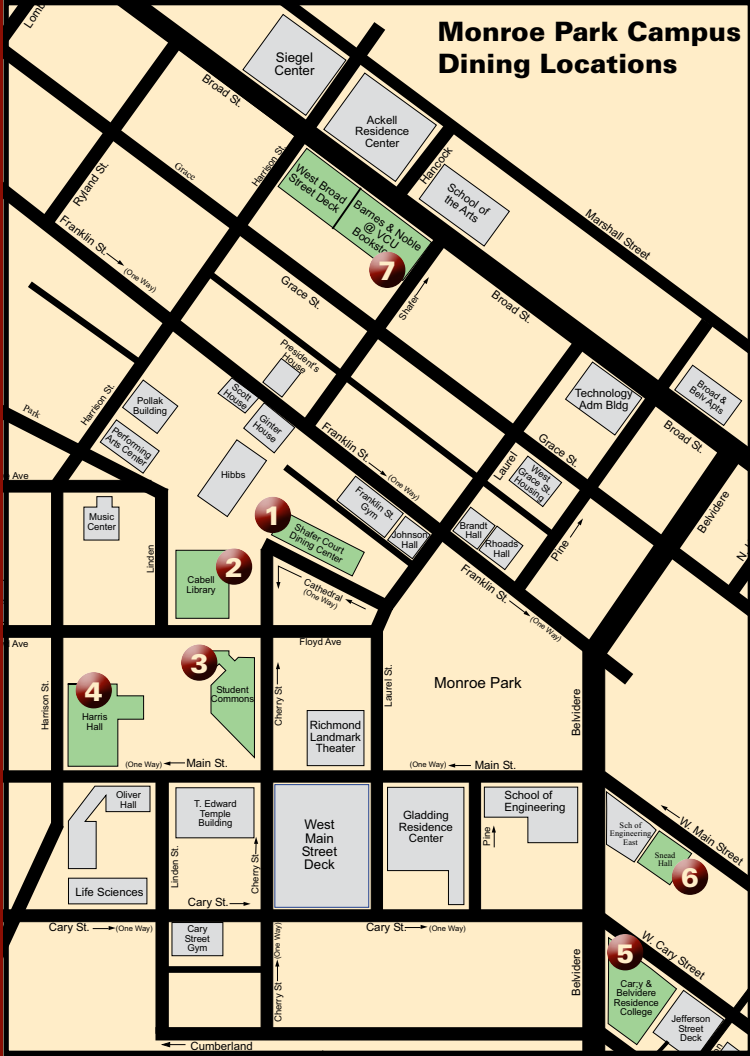 Monroe Park Campus
Dining Locations
Siegel
Center
Broad St.
Ackell
Residence
Center
Hancock
School of
the Arts
Marshall Street
Harrison St.
Grace
Ryland St.
West Broad
Street Deck
Barnes & Noble
@ VCU
7
Franklin St.
(One Way)
Shafer
Grace St.
Broad St.
President's
House
Scott
House
Ginter
House
Pollak
Building
Harrison St.
Performing
Arts Center
Park
Technology
Adm Bldg
Broad &
Belv Apts
Broad St.
Grace St.
Laurel
West
Grace St.
Housing
Franklin St.
(One Way)
Hibbs
Franklin St.
Gym
Johnson
Hall
Brandt
Hall
Rhoads
Hall
Pine
Belvidere
Ave
Music
Center
Linden
1
Shafer Court
Dining Center
2
Cabell
Library
Cathedral
(One Way)
Franklin St.
(One Way)
Ave
Floyd Ave
3
Student
Commons
4
Harris
Hall
Harrison St.
Cherry St
Laurel St.
Monroe Park
Belvidere
Richmond
Landmark
Theater
(One Way)
Main St.
(One Way)
Main St.
Oliver
Hall
T. Edward
Temple
Building
West
Main
Street
Deck
Gladding
Residence
Center
School of
Engineering
Pine
Sch of
Engineering
East
Snead
Hall
6
W. Main Street
Linden St.
Cherry St
Life Sciences
Cary St.
Cary St.
(One Way)
Cary St.
(One Way)
Cary
Street
Gym
Cherry St
(One Way)
Belvidere
W. Cary Street
5
Car;y &
Belvidere
Residence
College
Jefferson
Street
Deck
Cumberland